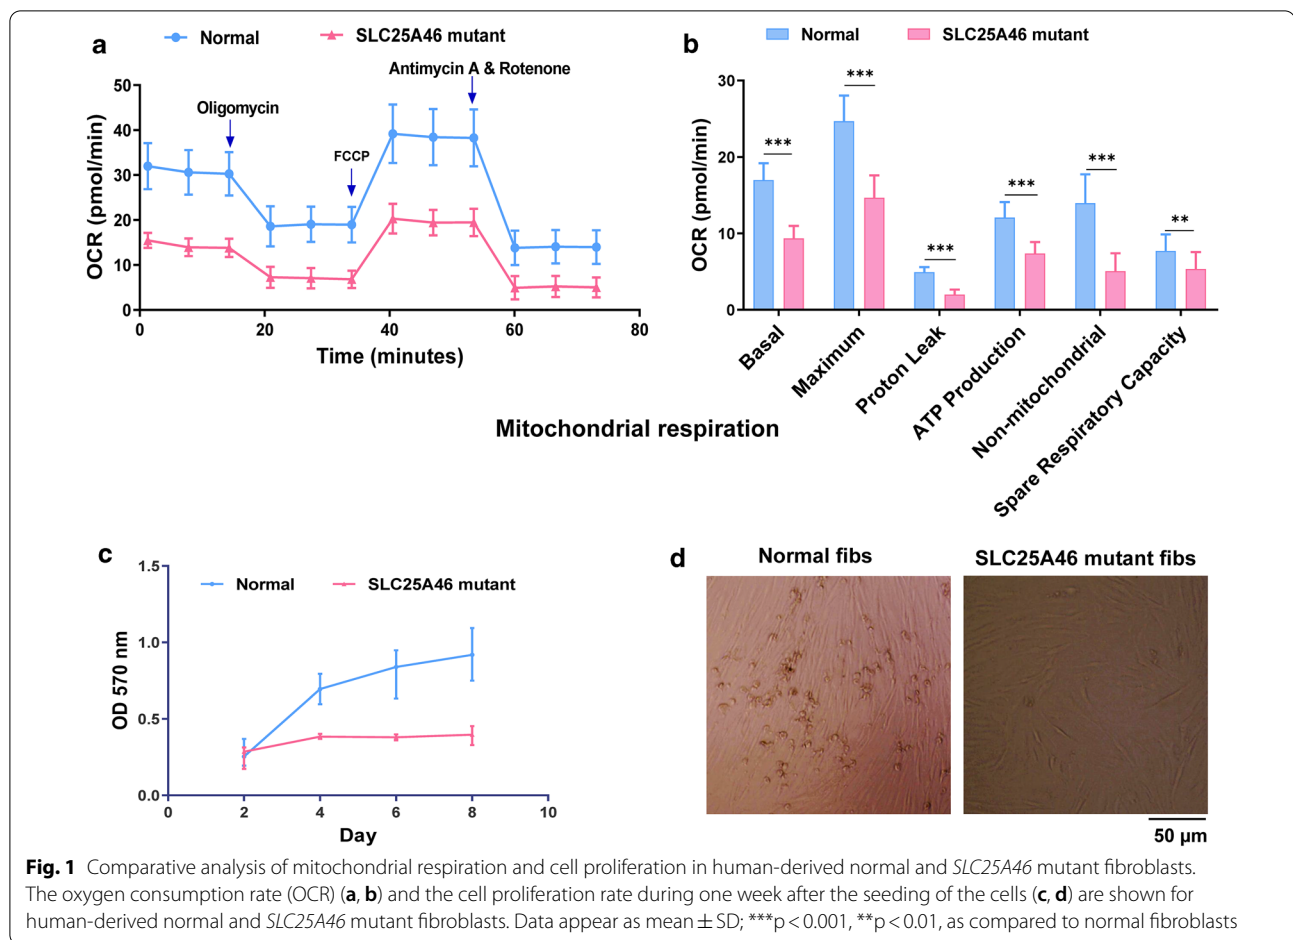 a
Normal
SLC25A46 mutant
Antimycin A & Rotenone
Oligomycin
FCCP
OCR (pmol/min)
50
40
30
20
10
0
0 20 40 60 80
Time (minutes)
b
Normal
SLC25A46 mutant
OCR (pmol/min)
30
20
10
0
*** *** *** *** *** **
Basal
Maximum
Proton Leak
ATP Production
Non-mitochondrial
Spare Respiratory Capacity
Mitochondrial respiration
c
Normal
SLC25A46 mutant
OD 570 nm
1.5
1.0
0.5
0.0
0 2 4 6 8 10
Day
d
Normal fibs
SLC25A46 mutant fibs
50 µm
Fig. 1 Comparative analysis of mitochondrial respiration and cell proliferation in human-derived normal and SLC25A46 mutant fibroblasts.
The oxygen consumption rate (OCR) (a, b) and the cell proliferation rate during one week after the seeding of the cells (c, d) are shown for
human-derived normal and SLC25A46 mutant fibroblasts. Data appear as mean ± SD; ***p < 0.001, **p < 0.01, as compared to normal fibroblasts